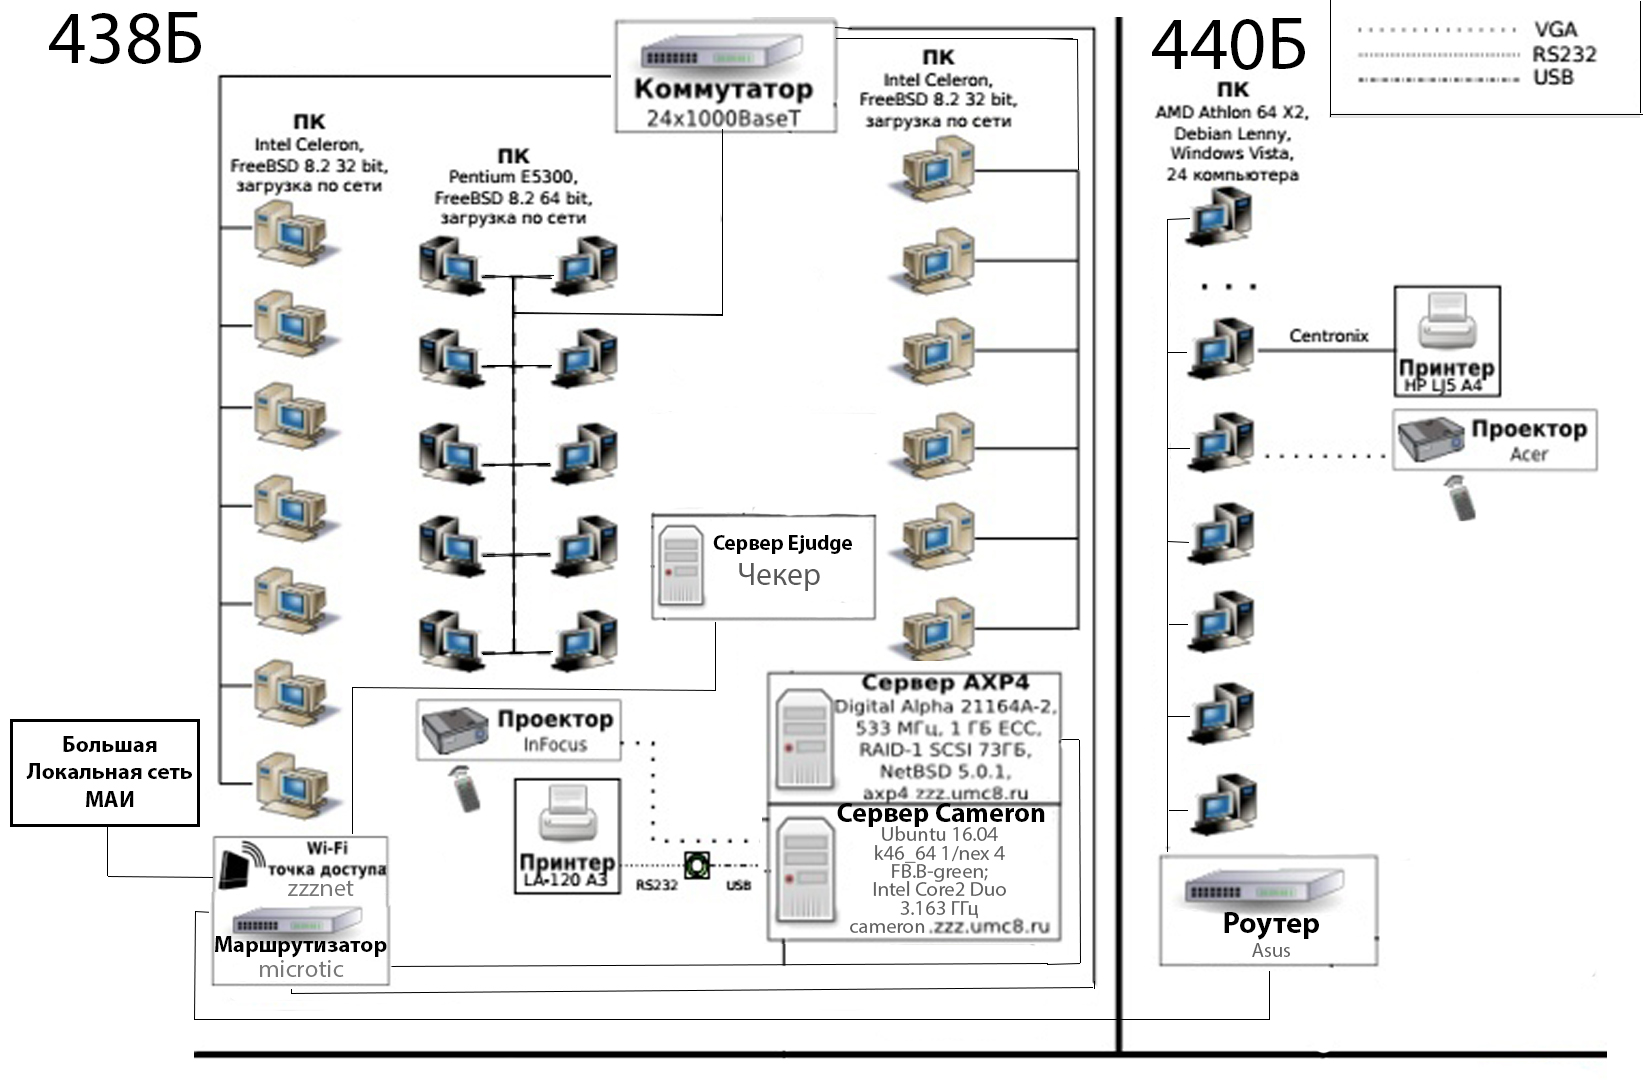 438Б
Коммутатор
24x1000BaseT
ПК
Intel Celeron,
FreeBSD 8.2 32 bit,
загрузка по сети
440Б
VGA
RS232
USB
ПК
AMD Athlon 64 X2,
Debian Lenny,
Windows Vista,
24 компьютера
ПК
Intel Celeron,
FreeBSD 8.2 32 bit,
загрузка по сети
ПК
Pentium E5300,
FreeBSD 8.2 64 bit,
загрузка по сети
. . .
Centronix
Принтер
HP LJ5 A4
Проектор
Acer
Сервер Ejudge
Чекер
Проектор
InFocus
Сервер AXP4
Digital Alpha 21164A-2,
533 МГц, 1 ГБ ECC,
RAID-1 SCSI 73ГБ,
NetBSD 5.0.1,
axp4 zzz.umc8.ru
Большая
Локальная сеть
МАИ
Принтер
LA-120 A3
RS232
USB
Сервер Cameron
Ubuntu 16.04
k46_64 1/nex 4
FB.B-green;
Intel Core2 Duo
3.163 ГГц
cameron .zzz.umc8.ru
Wi-Fi
точка доступа
zzznet
Маршрутизатор
microtic
Роутер
Asus